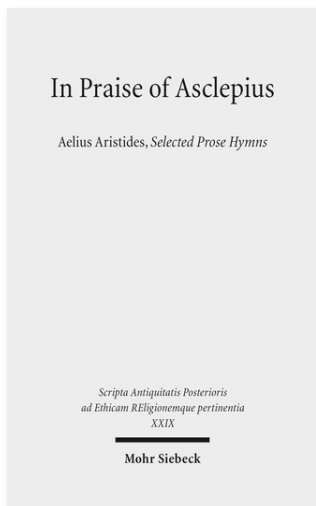 In Praise of Asclepius
Aelius Aristides, Selected Prose Hymns
Scripta Antiquitatis Posterioris
ad Ethicam REligionemque pertinentia
XXIX
Mohr Siebeck